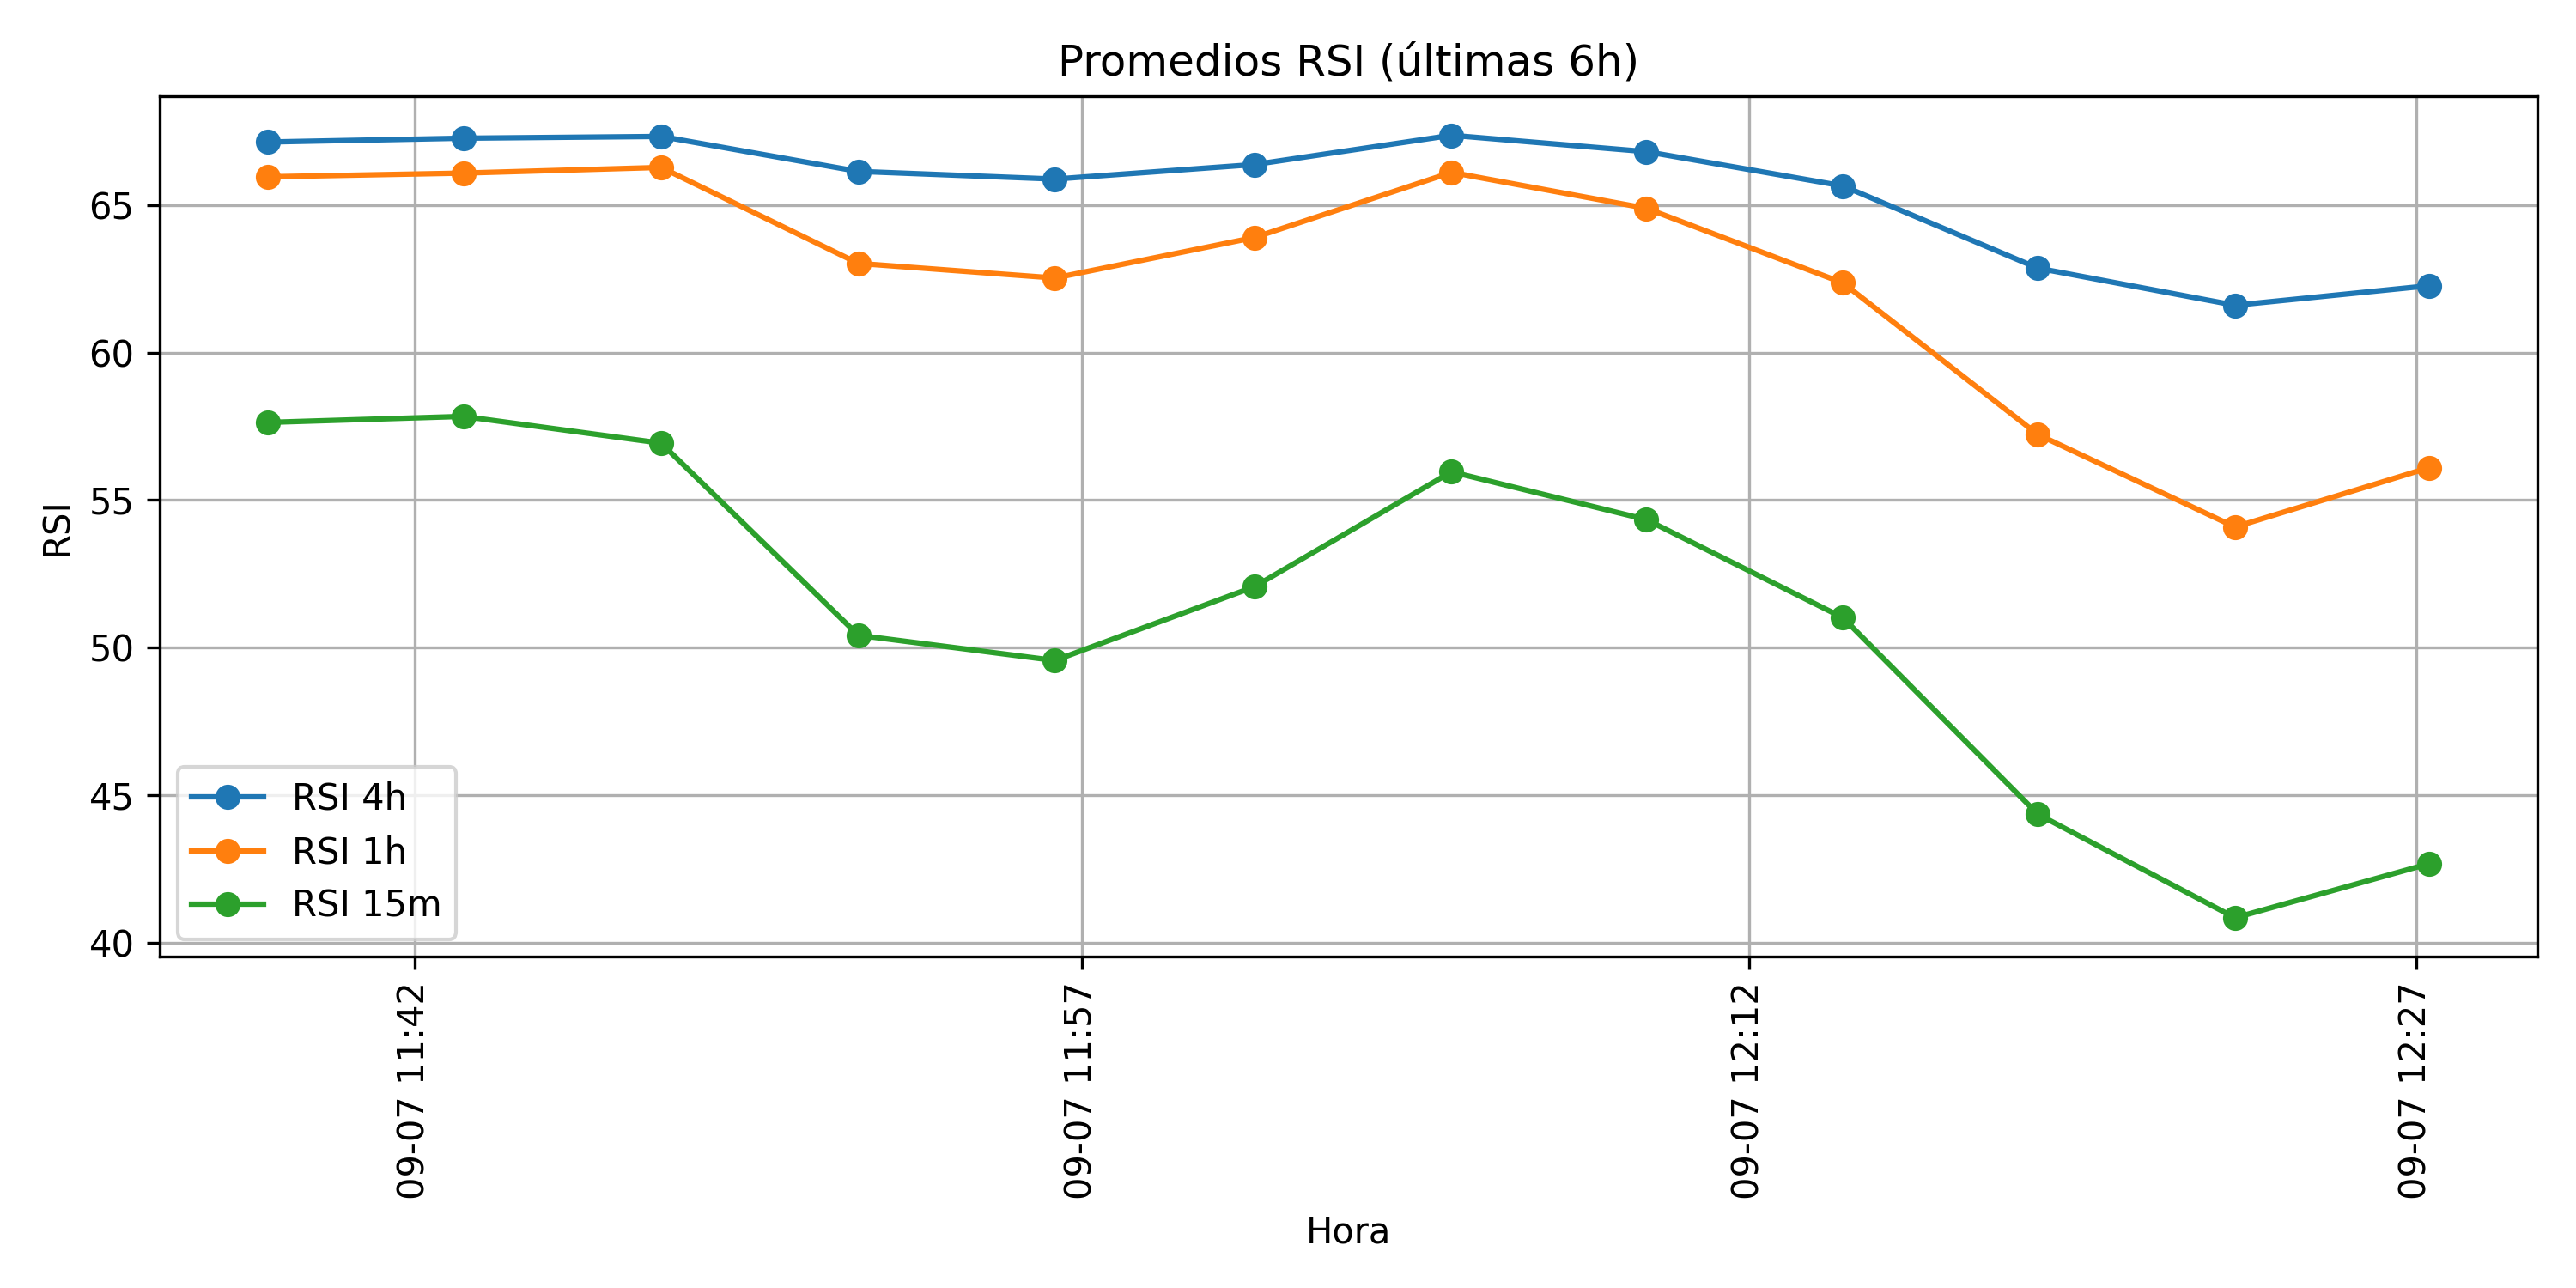 Promedios RSI (últimas 6h)
RSI
65
60
55
50
45
40
RSI 4h
RSI 1h
RSI 15m
09-07 11:42
09-07 11:57
09-07 12:12
09-07 12:27
Hora